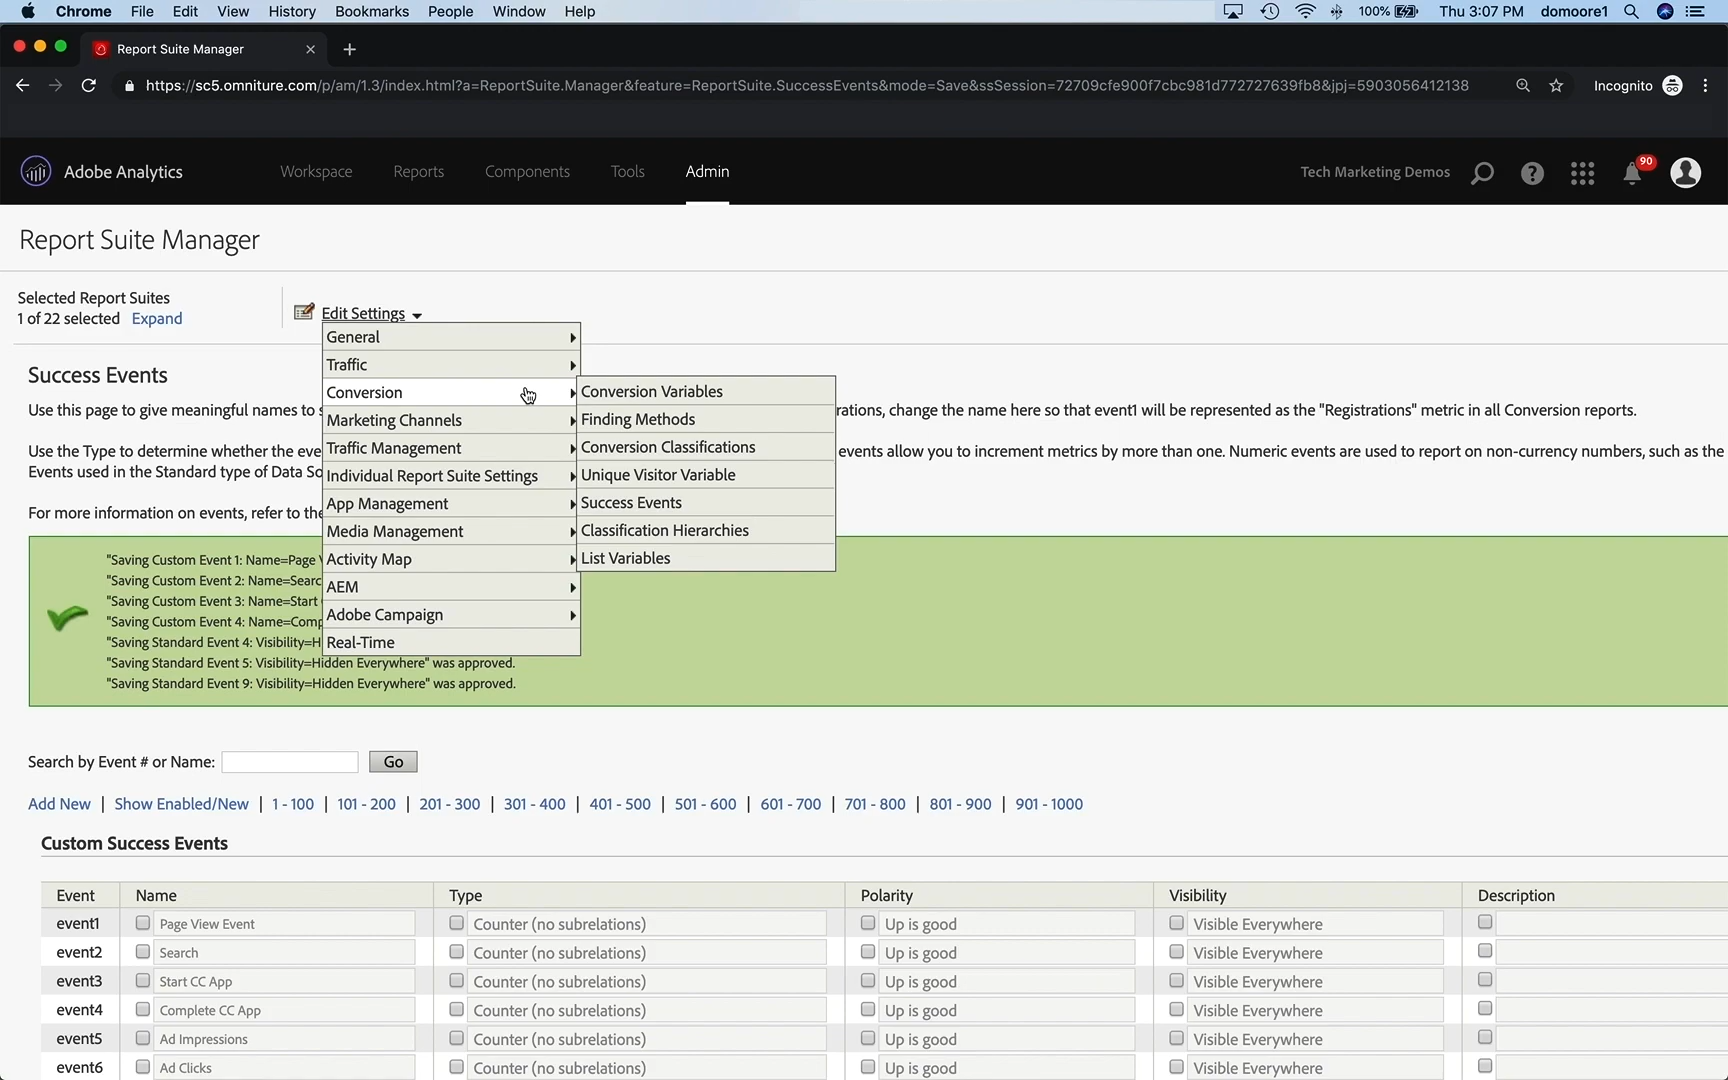 Chrome File Edit View History Bookmarks People Window Help 100% Thu 3:07 PM domoore1
Report Suite Manager
https://sc5.omniture.com/p/am/1.3/index.html?a=ReportSuite.Manager&feature=ReportSuite.SuccessEvents&mode=Save&ssSession=72709cfe900f7cbc981d772727639fb8&jpj=5903056412138 Incognito
Adobe Analytics Workspace Reports Components Tools Admin Tech Marketing Demos 90
Report Suite Manager
Selected Report Suites
1 of 22 selected Expand
Edit Settings
General
Traffic
Conversion
Marketing Channels
Traffic Management
Individual Report Suite Settings
App Management
Media Management
Activity Map
AEM
Adobe Campaign
Real-Time
Conversion Variables
Finding Methods
Conversion Classifications
Unique Visitor Variable
Success Events
Classification Hierarchies
List Variables
Success Events
Use this page to give meaningful names to s rations, change the name here so that event1 will be represented as the "Registrations" metric in all Conversion reports.
Use the Type to determine whether the eve events allow you to increment metrics by more than one. Numeric events are used to report on non-currency numbers, such as the
Events used in the Standard type of Data So
For more information on events, refer to the
"Saving Custom Event 1: Name=Page
"Saving Custom Event 2: Name=Searc
"Saving Custom Event 3: Name=Start
"Saving Custom Event 4: Name=Comp
"Saving Standard Event 4: Visibility=H
"Saving Standard Event 5: Visibility=Hidden Everywhere" was approved.
"Saving Standard Event 9: Visibility=Hidden Everywhere" was approved.
Search by Event # or Name: Go
Add New | Show Enabled/New | 1 - 100 | 101 - 200 | 201 - 300 | 301 - 400 | 401 - 500 | 501 - 600 | 601 - 700 | 701 - 800 | 801 - 900 | 901 - 1000
Custom Success Events
Event Name Type Polarity Visibility Description
event1 Page View Event Counter (no subrelations) Up is good Visible Everywhere
event2 Search Counter (no subrelations) Up is good Visible Everywhere
event3 Start CC App Counter (no subrelations) Up is good Visible Everywhere
event4 Complete CC App Counter (no subrelations) Up is good Visible Everywhere
event5 Ad Impressions Counter (no subrelations) Up is good Visible Everywhere
event6 Ad Clicks Counter (no subrelations) Up is good Visible Everywhere